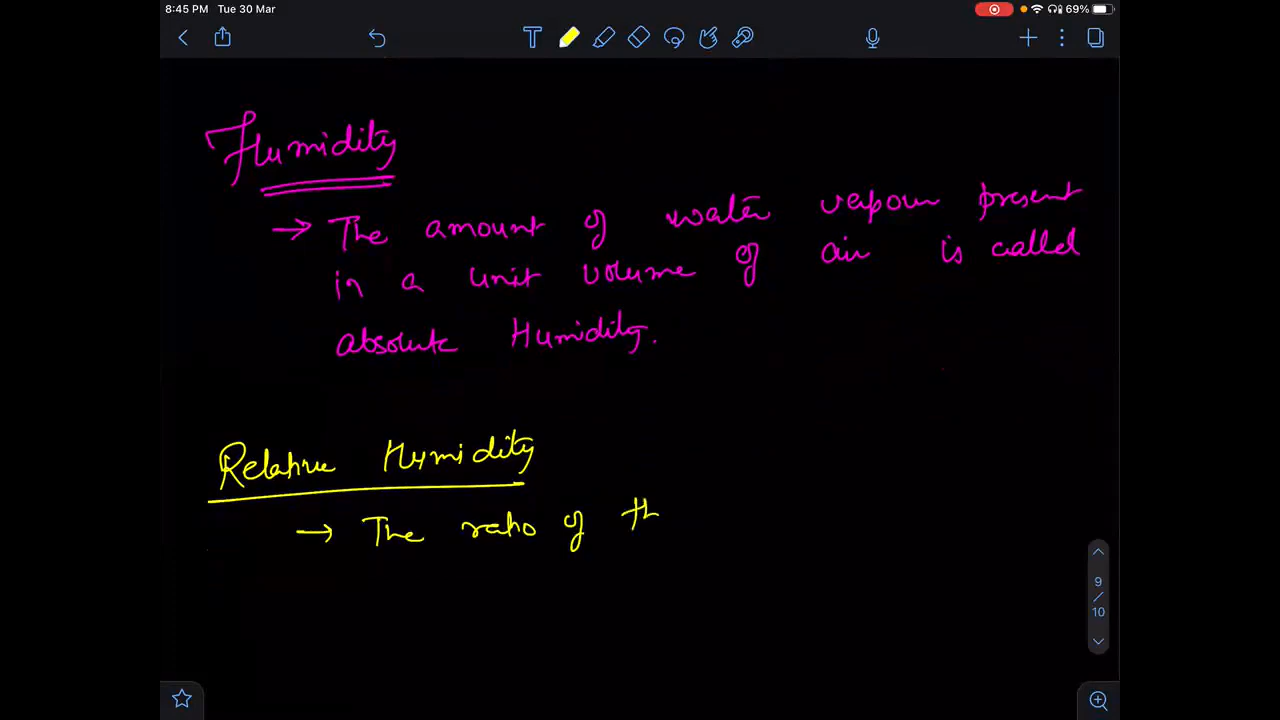 8:45 PM Tue 30 Mar
69%
T
Humidity
→ The amount of water vapour present
in a unit volume of air is called
absolute Humidity.
Relative Humidity
→ The ratio of th
9
/
10